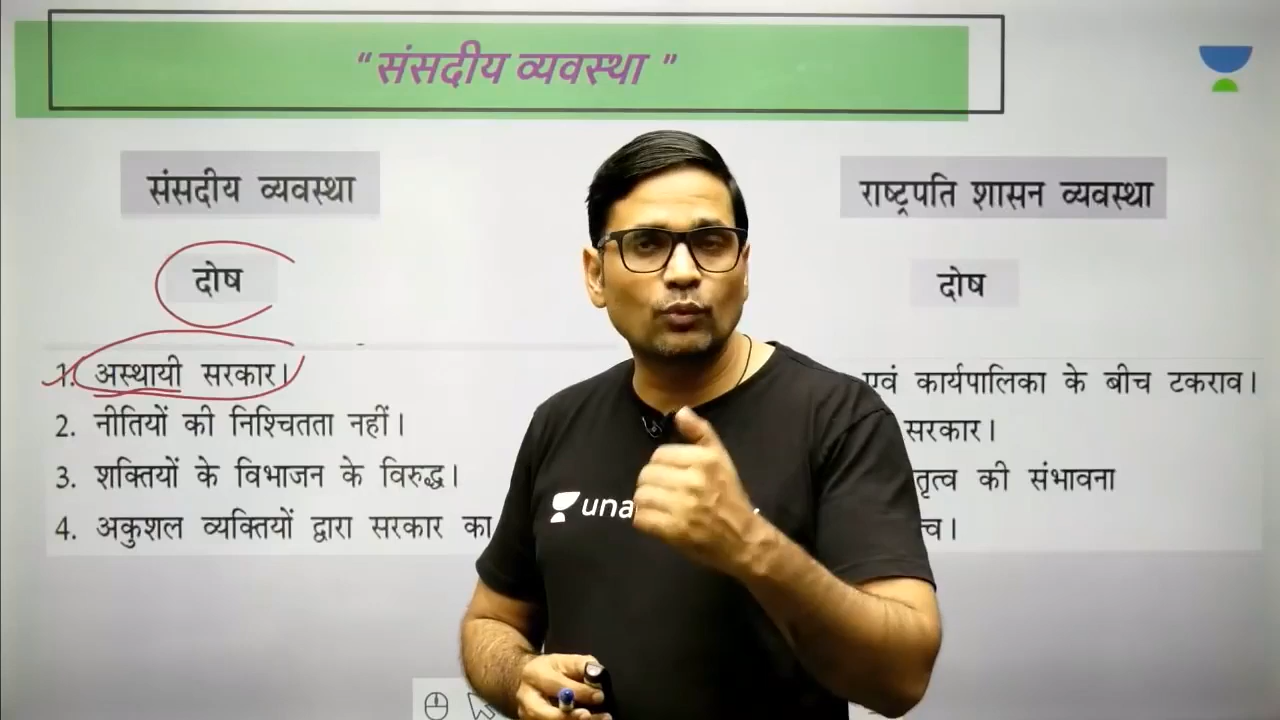 “ संसदीय व्यवस्था ”
संसदीय व्यवस्था
दोष
1. अस्थायी सरकार।
2. नीतियों की निश्चितता नहीं।
3. शक्तियों के विभाजन के विरुद्ध।
4. अकुशल व्यक्तियों द्वारा सरकार का
राष्ट्रपति शासन व्यवस्था
दोष
एवं कार्यपालिका के बीच टकराव।
सरकार।
की संभावना
una